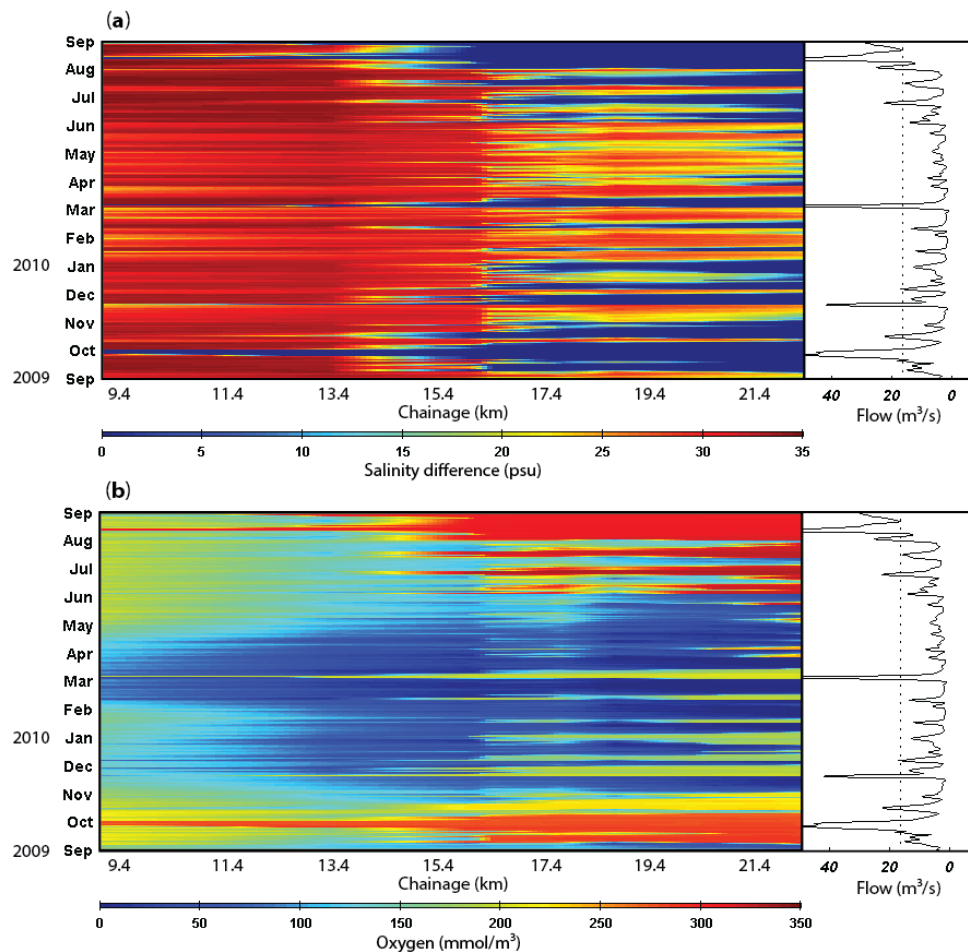 (a)
Sep
Aug
Jul
Jun
May
Apr
Mar
Feb
2010 Jan
Dec
Nov
Oct
2009 Sep
9.4 11.4 13.4 15.4 17.4 19.4 21.4
Chainage (km)
40 20 0
Flow (m³/s)
0 5 10 15 20 25 30 35
Salinity difference (psu)
(b)
Sep
Aug
Jul
Jun
May
Apr
Mar
Feb
2010 Jan
Dec
Nov
Oct
2009 Sep
9.4 11.4 13.4 15.4 17.4 19.4 21.4
Chainage (km)
40 20 0
Flow (m³/s)
0 50 100 150 200 250 300 350
Oxygen (mmol/m³)